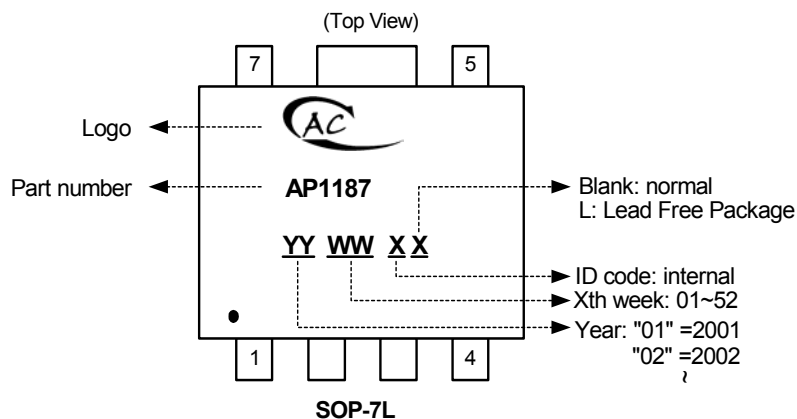 (Top View)
7
5
Logo
AC
Part number
AP1187
Blank: normal
L: Lead Free Package
YY WW X X
ID code: internal
Xth week: 01~52
Year: "01" =2001
"02" =2002
~
1
4
SOP-7L